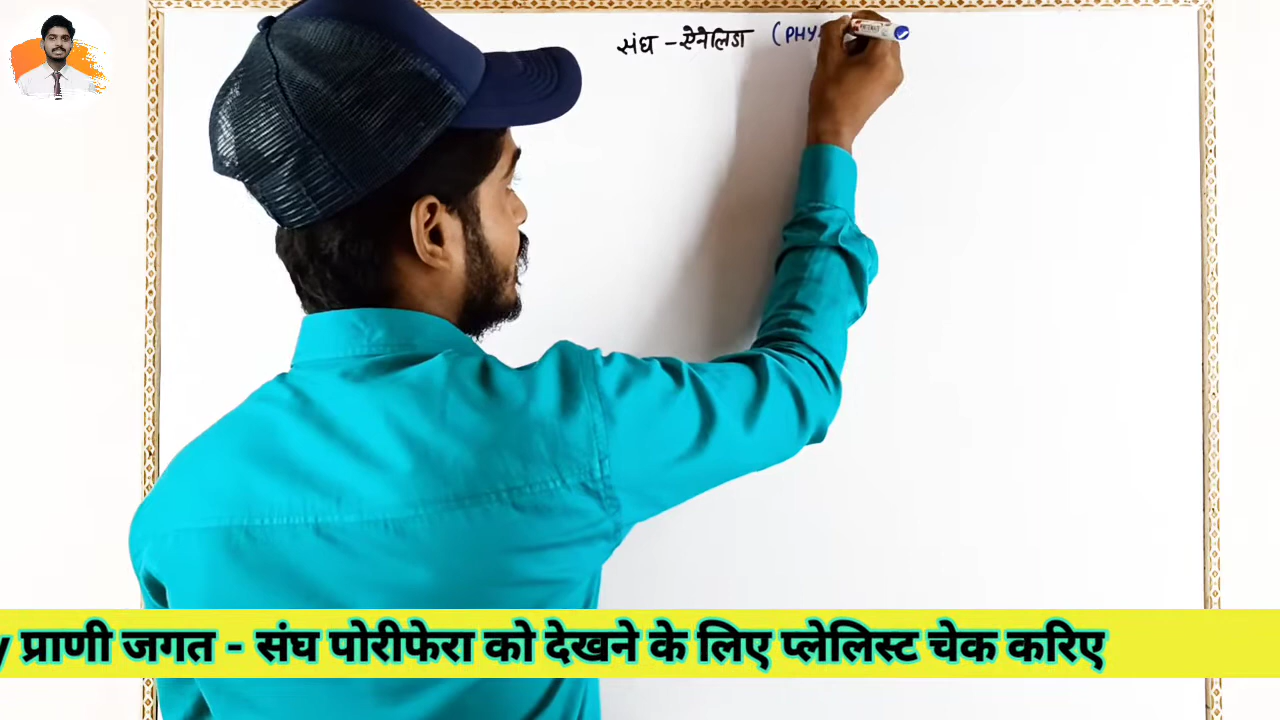 संघ - ऐनेलिडा (PHY
प्राणी जगत - संघ पोरीफेरा को देखने के लिए प्लेलिस्ट चेक करिए